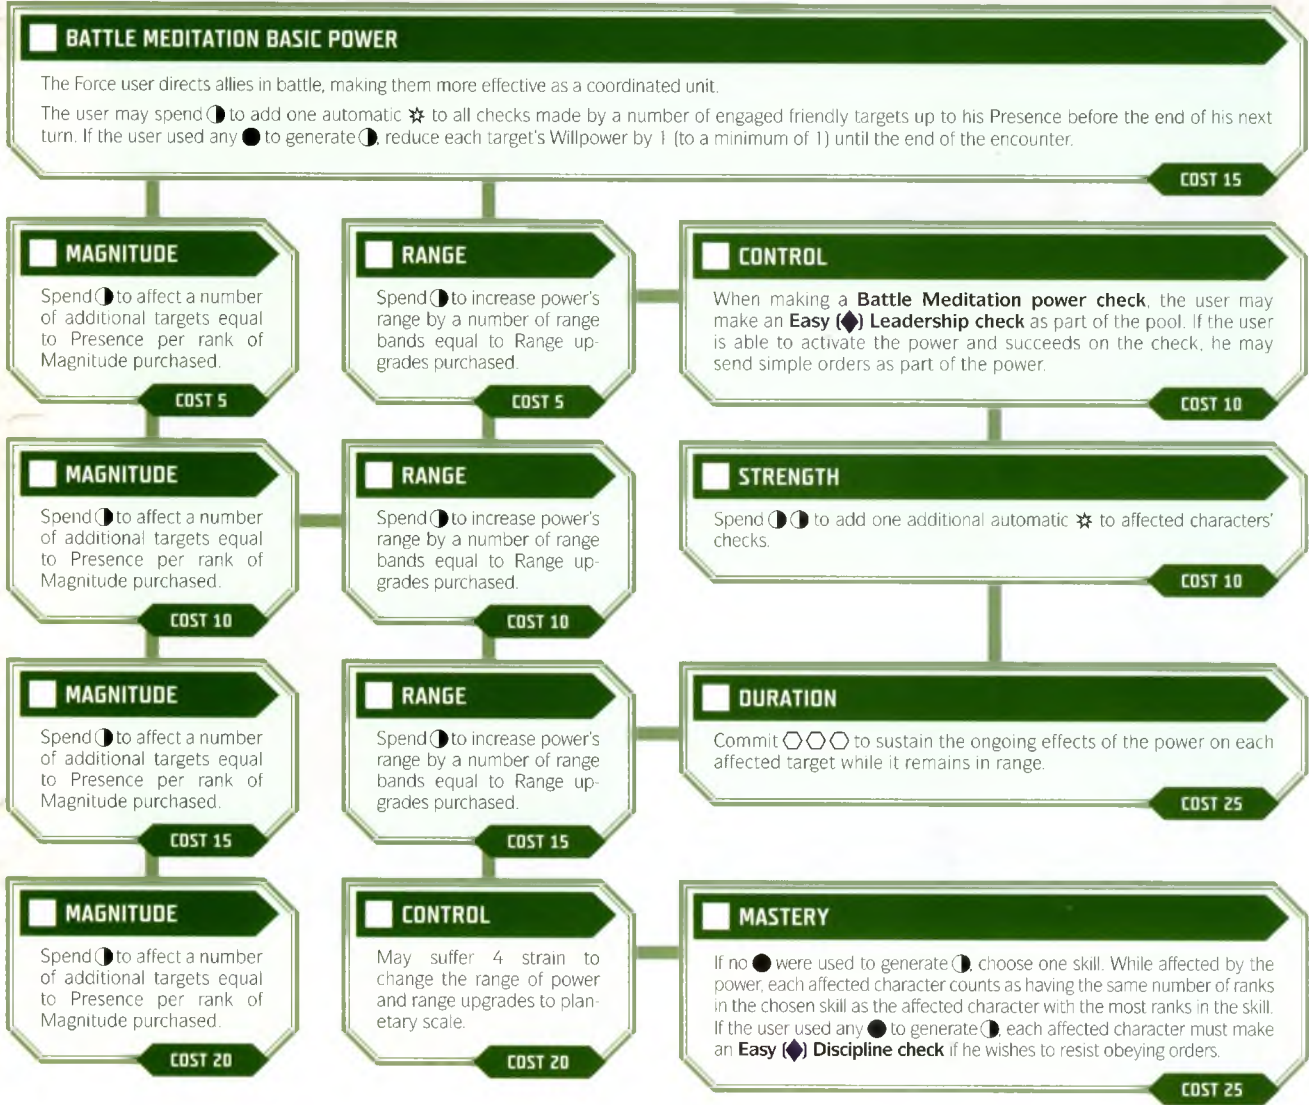 BATTLE MEDITATION BASIC POWER
The Force user directs allies in battle, making them more effective as a coordinated unit.
The user may spend ◑ to add one automatic ✡ to all checks made by a number of engaged friendly targets up to his Presence before the end of his next
turn. If the user used any ● to generate ◑, reduce each target's Willpower by 1 (to a minimum of 1) until the end of the encounter.
COST 15
MAGNITUDE
Spend ◑ to affect a number
of additional targets equal
to Presence per rank of
Magnitude purchased.
COST 5
RANGE
Spend ◑ to increase power's
range by a number of range
bands equal to Range up-
grades purchased.
COST 5
CONTROL
When making a Battle Meditation power check, the user may
make an Easy (◆) Leadership check as part of the pool. If the user
is able to activate the power and succeeds on the check, he may
send simple orders as part of the power.
COST 10
MAGNITUDE
Spend ◑ to affect a number
of additional targets equal
to Presence per rank of
Magnitude purchased.
COST 10
RANGE
Spend ◑ to increase power's
range by a number of range
bands equal to Range up-
grades purchased.
COST 10
STRENGTH
Spend ◑◑ to add one additional automatic ✡ to affected characters'
checks.
COST 10
MAGNITUDE
Spend ◑ to affect a number
of additional targets equal
to Presence per rank of
Magnitude purchased.
COST 15
RANGE
Spend ◑ to increase power's
range by a number of range
bands equal to Range up-
grades purchased.
COST 15
DURATION
Commit ⬡⬡⬡ to sustain the ongoing effects of the power on each
affected target while it remains in range.
COST 25
MAGNITUDE
Spend ◑ to affect a number
of additional targets equal
to Presence per rank of
Magnitude purchased.
COST 20
CONTROL
May suffer 4 strain to
change the range of power
and range upgrades to plan-
etary scale.
COST 20
MASTERY
If no ● were used to generate ◑, choose one skill. While affected by the
power, each affected character counts as having the same number of ranks
in the chosen skill as the affected character with the most ranks in the skill.
If the user used any ● to generate ◑, each affected character must make
an Easy (◆) Discipline check if he wishes to resist obeying orders.
COST 25